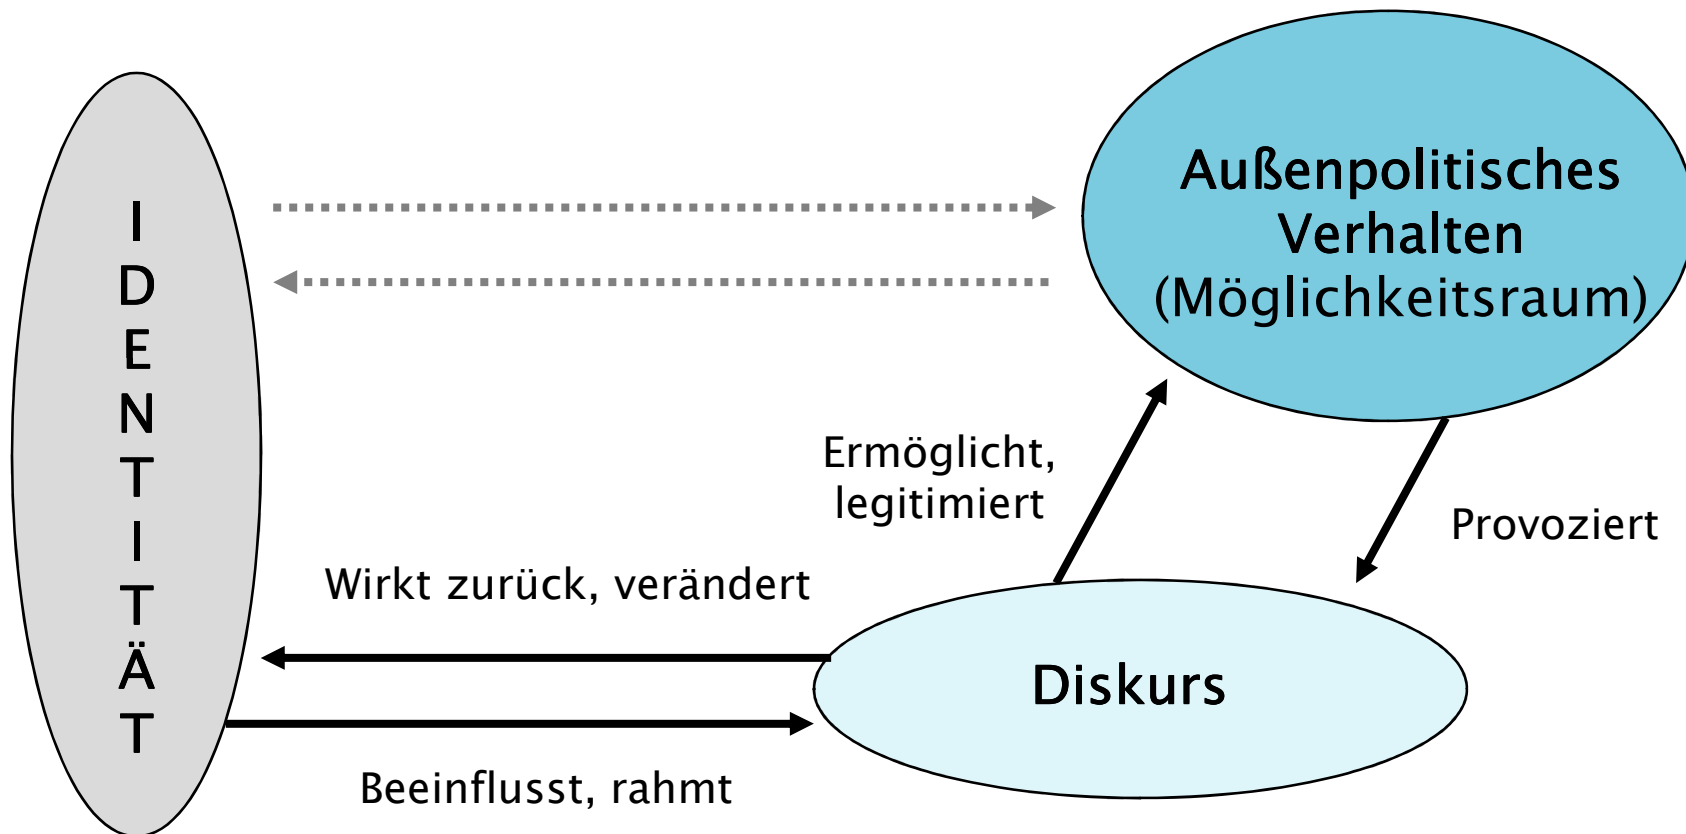 IDENTITÄT
Außenpolitisches
Verhalten
(Möglichkeitsraum)
Ermöglicht,
legitimiert
Provoziert
Wirkt zurück, verändert
Diskurs
Beeinflusst, rahmt